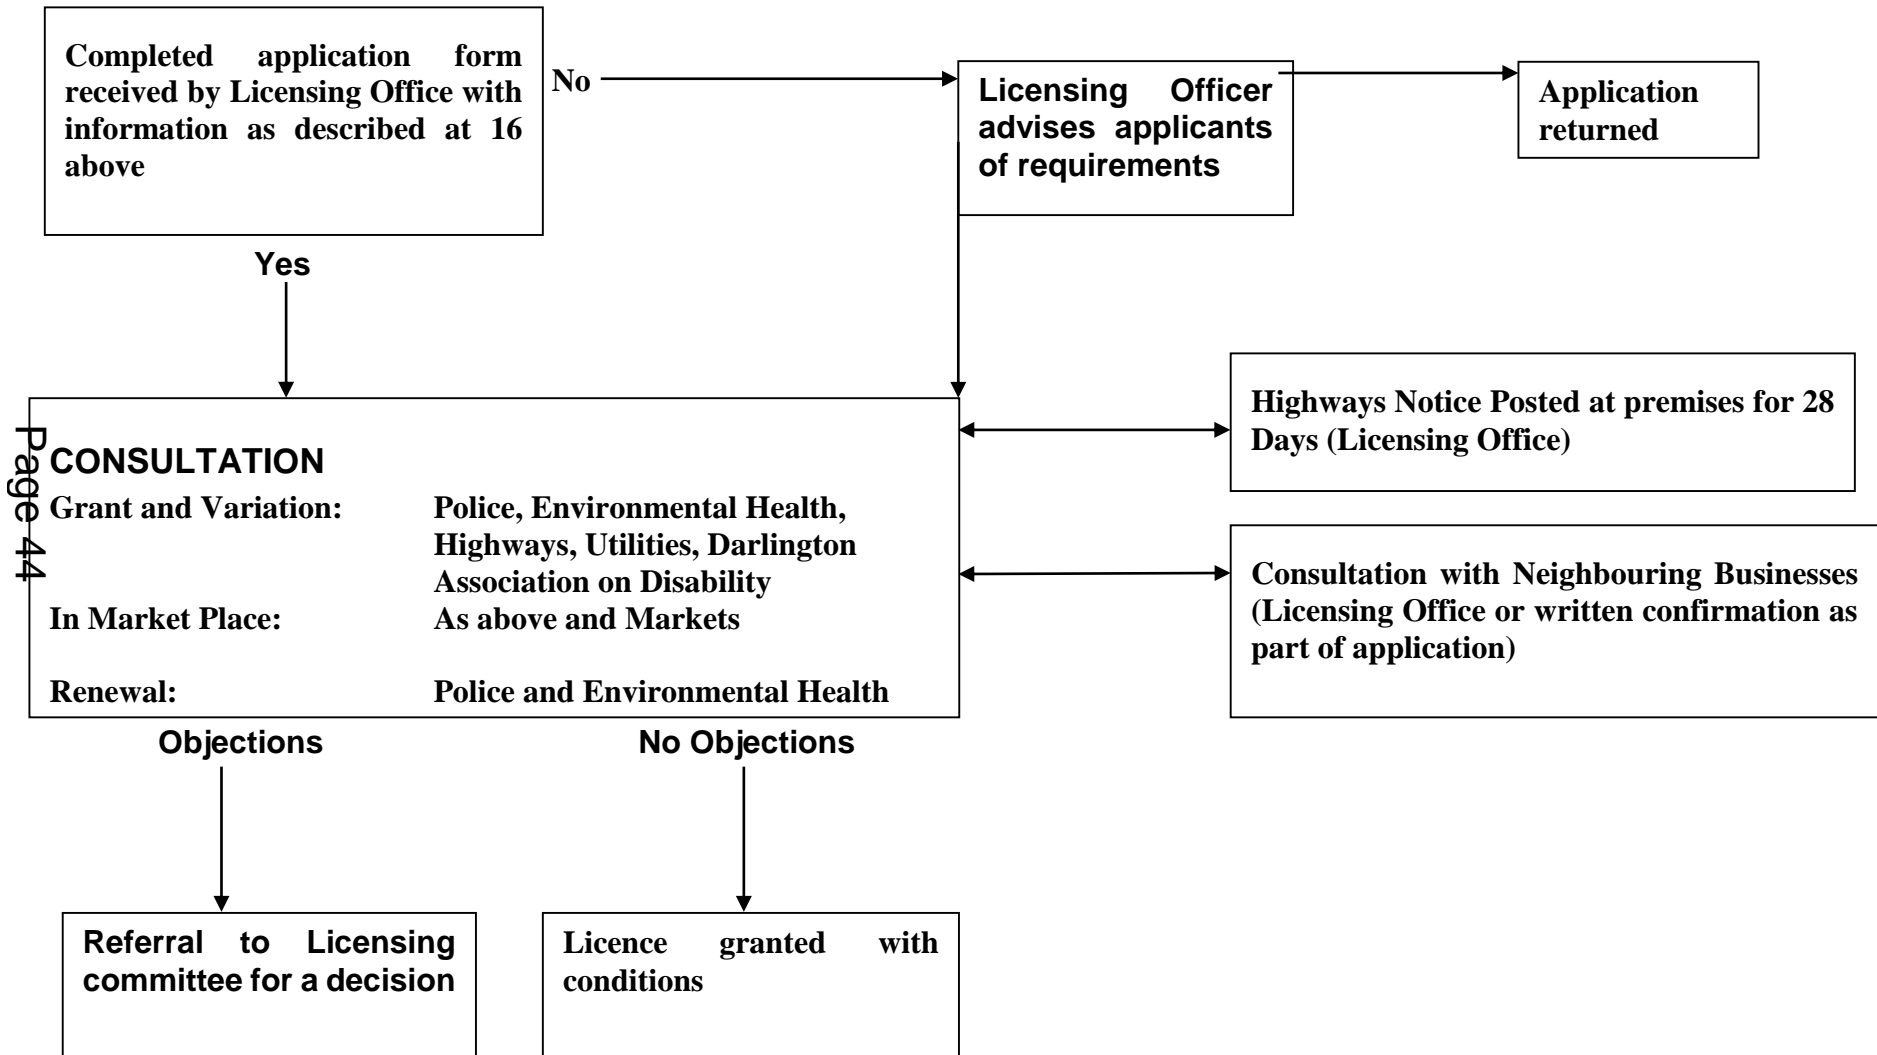 Completed application form
received by Licensing Office with
information as described at 16
above
No
Licensing Officer
advises applicants
of requirements
Application
returned
Yes
Highways Notice Posted at premises for 28
Days (Licensing Office)
Page 44
CONSULTATION
Grant and Variation: Police, Environmental Health,
Highways, Utilities, Darlington
Association on Disability
In Market Place: As above and Markets
Renewal: Police and Environmental Health
Consultation with Neighbouring Businesses
(Licensing Office or written confirmation as
part of application)
Objections
No Objections
Referral to Licensing
committee for a decision
Licence granted with
conditions